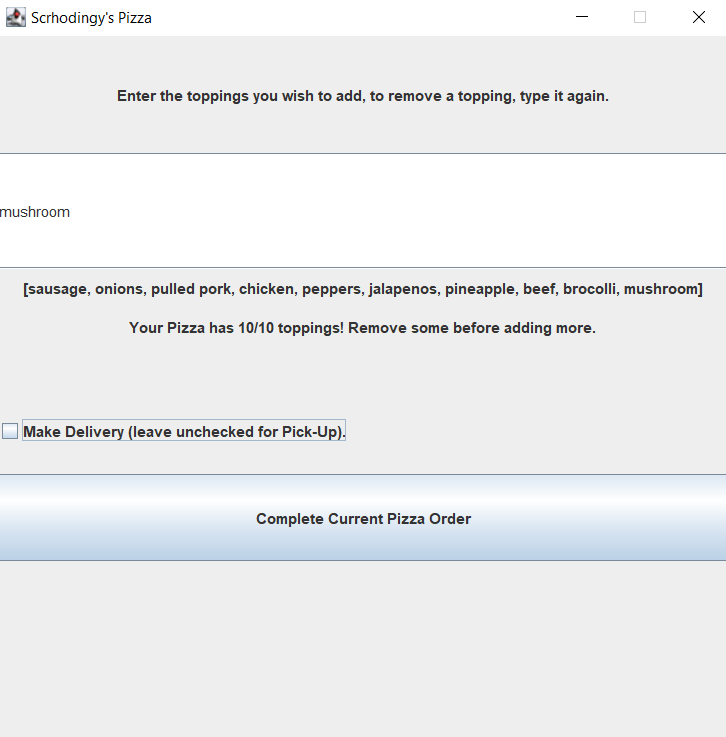 Scrhodingy's Pizza
Enter the toppings you wish to add, to remove a topping, type it again.
mushroom
[sausage, onions, pulled pork, chicken, peppers, jalapenos, pineapple, beef, brocolli, mushroom]
Your Pizza has 10/10 toppings! Remove some before adding more.
Make Delivery (leave unchecked for Pick-Up).
Complete Current Pizza Order